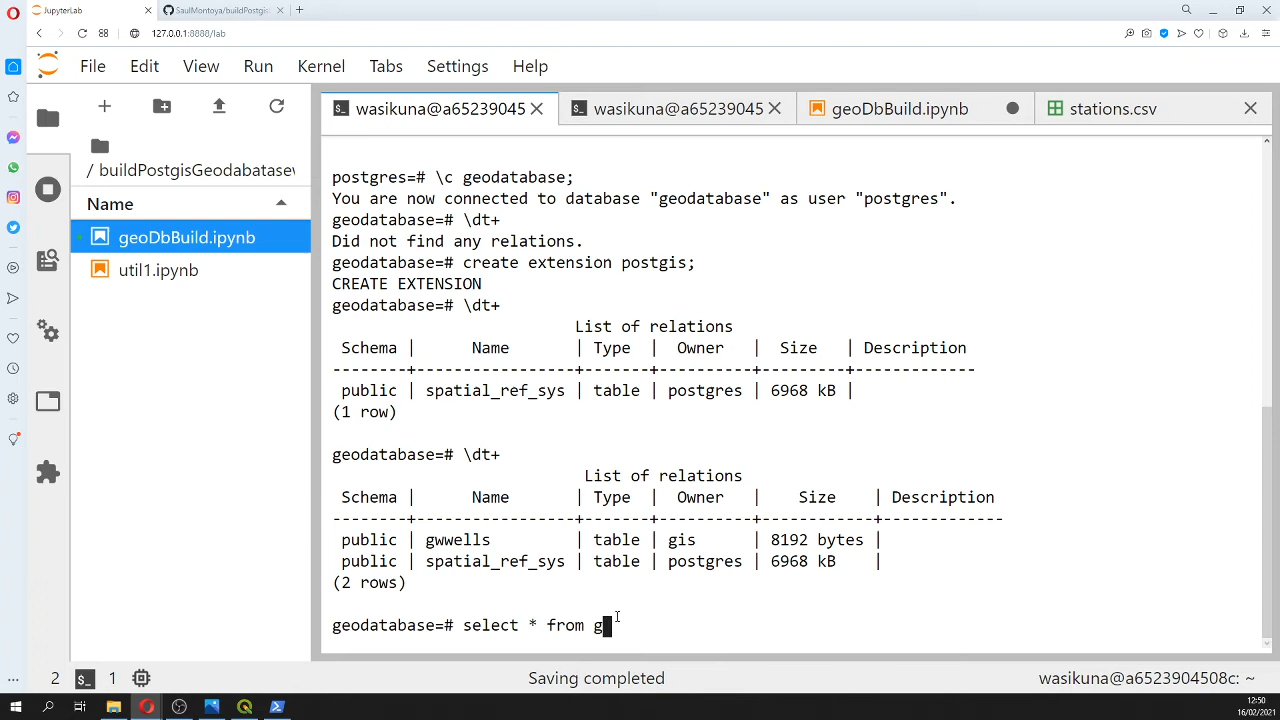 JupyterLab
SaulMontoya/buildPostgis
127.0.0.1:8888/lab
File Edit View Run Kernel Tabs Settings Help
wasikuna@a65239045
wasikuna@a65239045
geoDbBuild.ipynb
stations.csv
/ buildPostgisGeodabatasev
Name
geoDbBuild.ipynb
util1.ipynb
postgres=# \c geodatabase;
You are now connected to database "geodatabase" as user "postgres".
geodatabase=# \dt+
Did not find any relations.
geodatabase=# create extension postgis;
CREATE EXTENSION
geodatabase=# \dt+
List of relations
Schema | Name | Type | Owner | Size | Description
--------+-----------------+-------+----------+---------+-------------
public | spatial_ref_sys | table | postgres | 6968 kB |
(1 row)
geodatabase=# \dt+
List of relations
Schema | Name | Type | Owner | Size | Description
--------+-----------------+-------+----------+------------+-------------
public | gwwells | table | gis | 8192 bytes |
public | spatial_ref_sys | table | postgres | 6968 kB |
(2 rows)
geodatabase=# select * from g
2 1 Saving completed wasikuna@a6523904508c: ~
12:50
16/02/2021